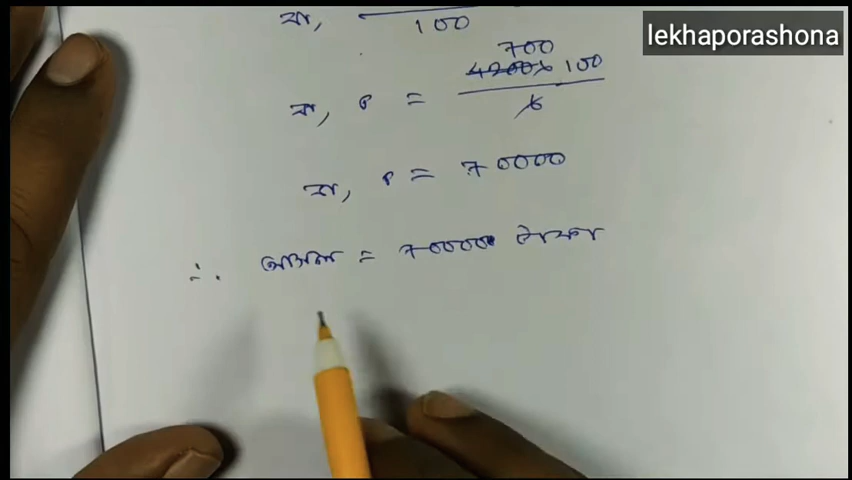 lekhaporashona
বা, 100
700
বা, P = 4200×100
6
বা, P = 70000
∴ আসল = 70000 টাকা